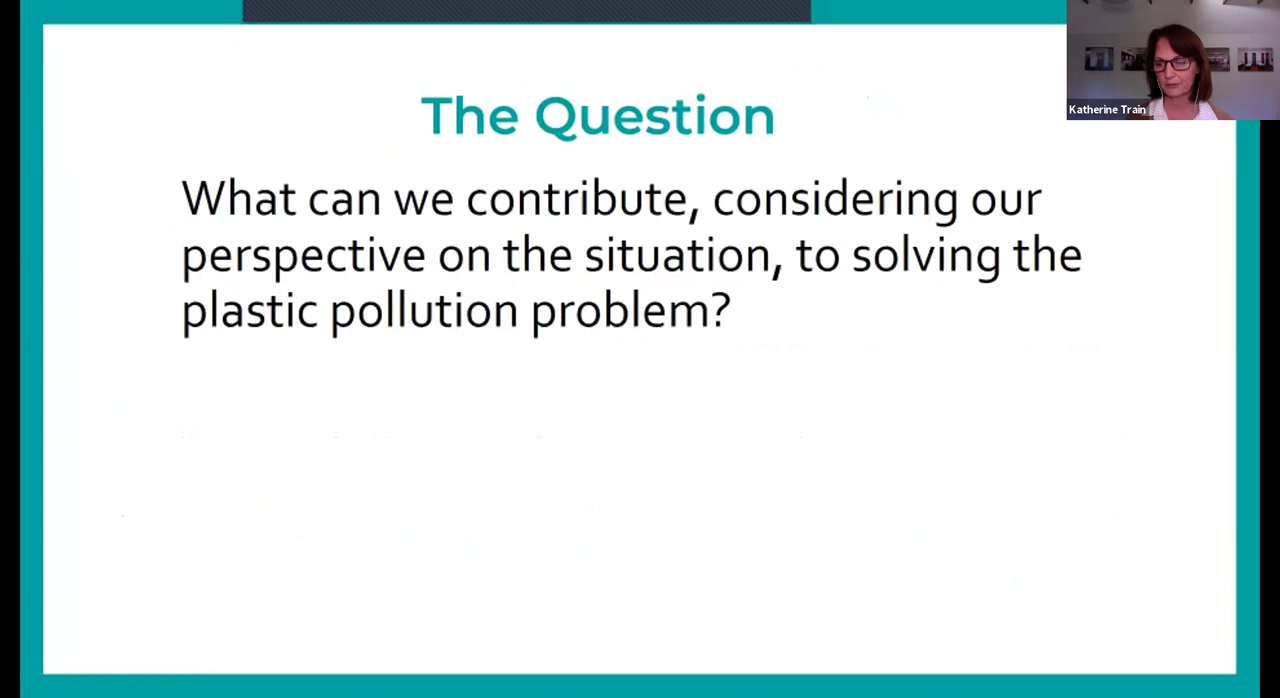 The Question
What can we contribute, considering our
perspective on the situation, to solving the
plastic pollution problem?
Katherine Train